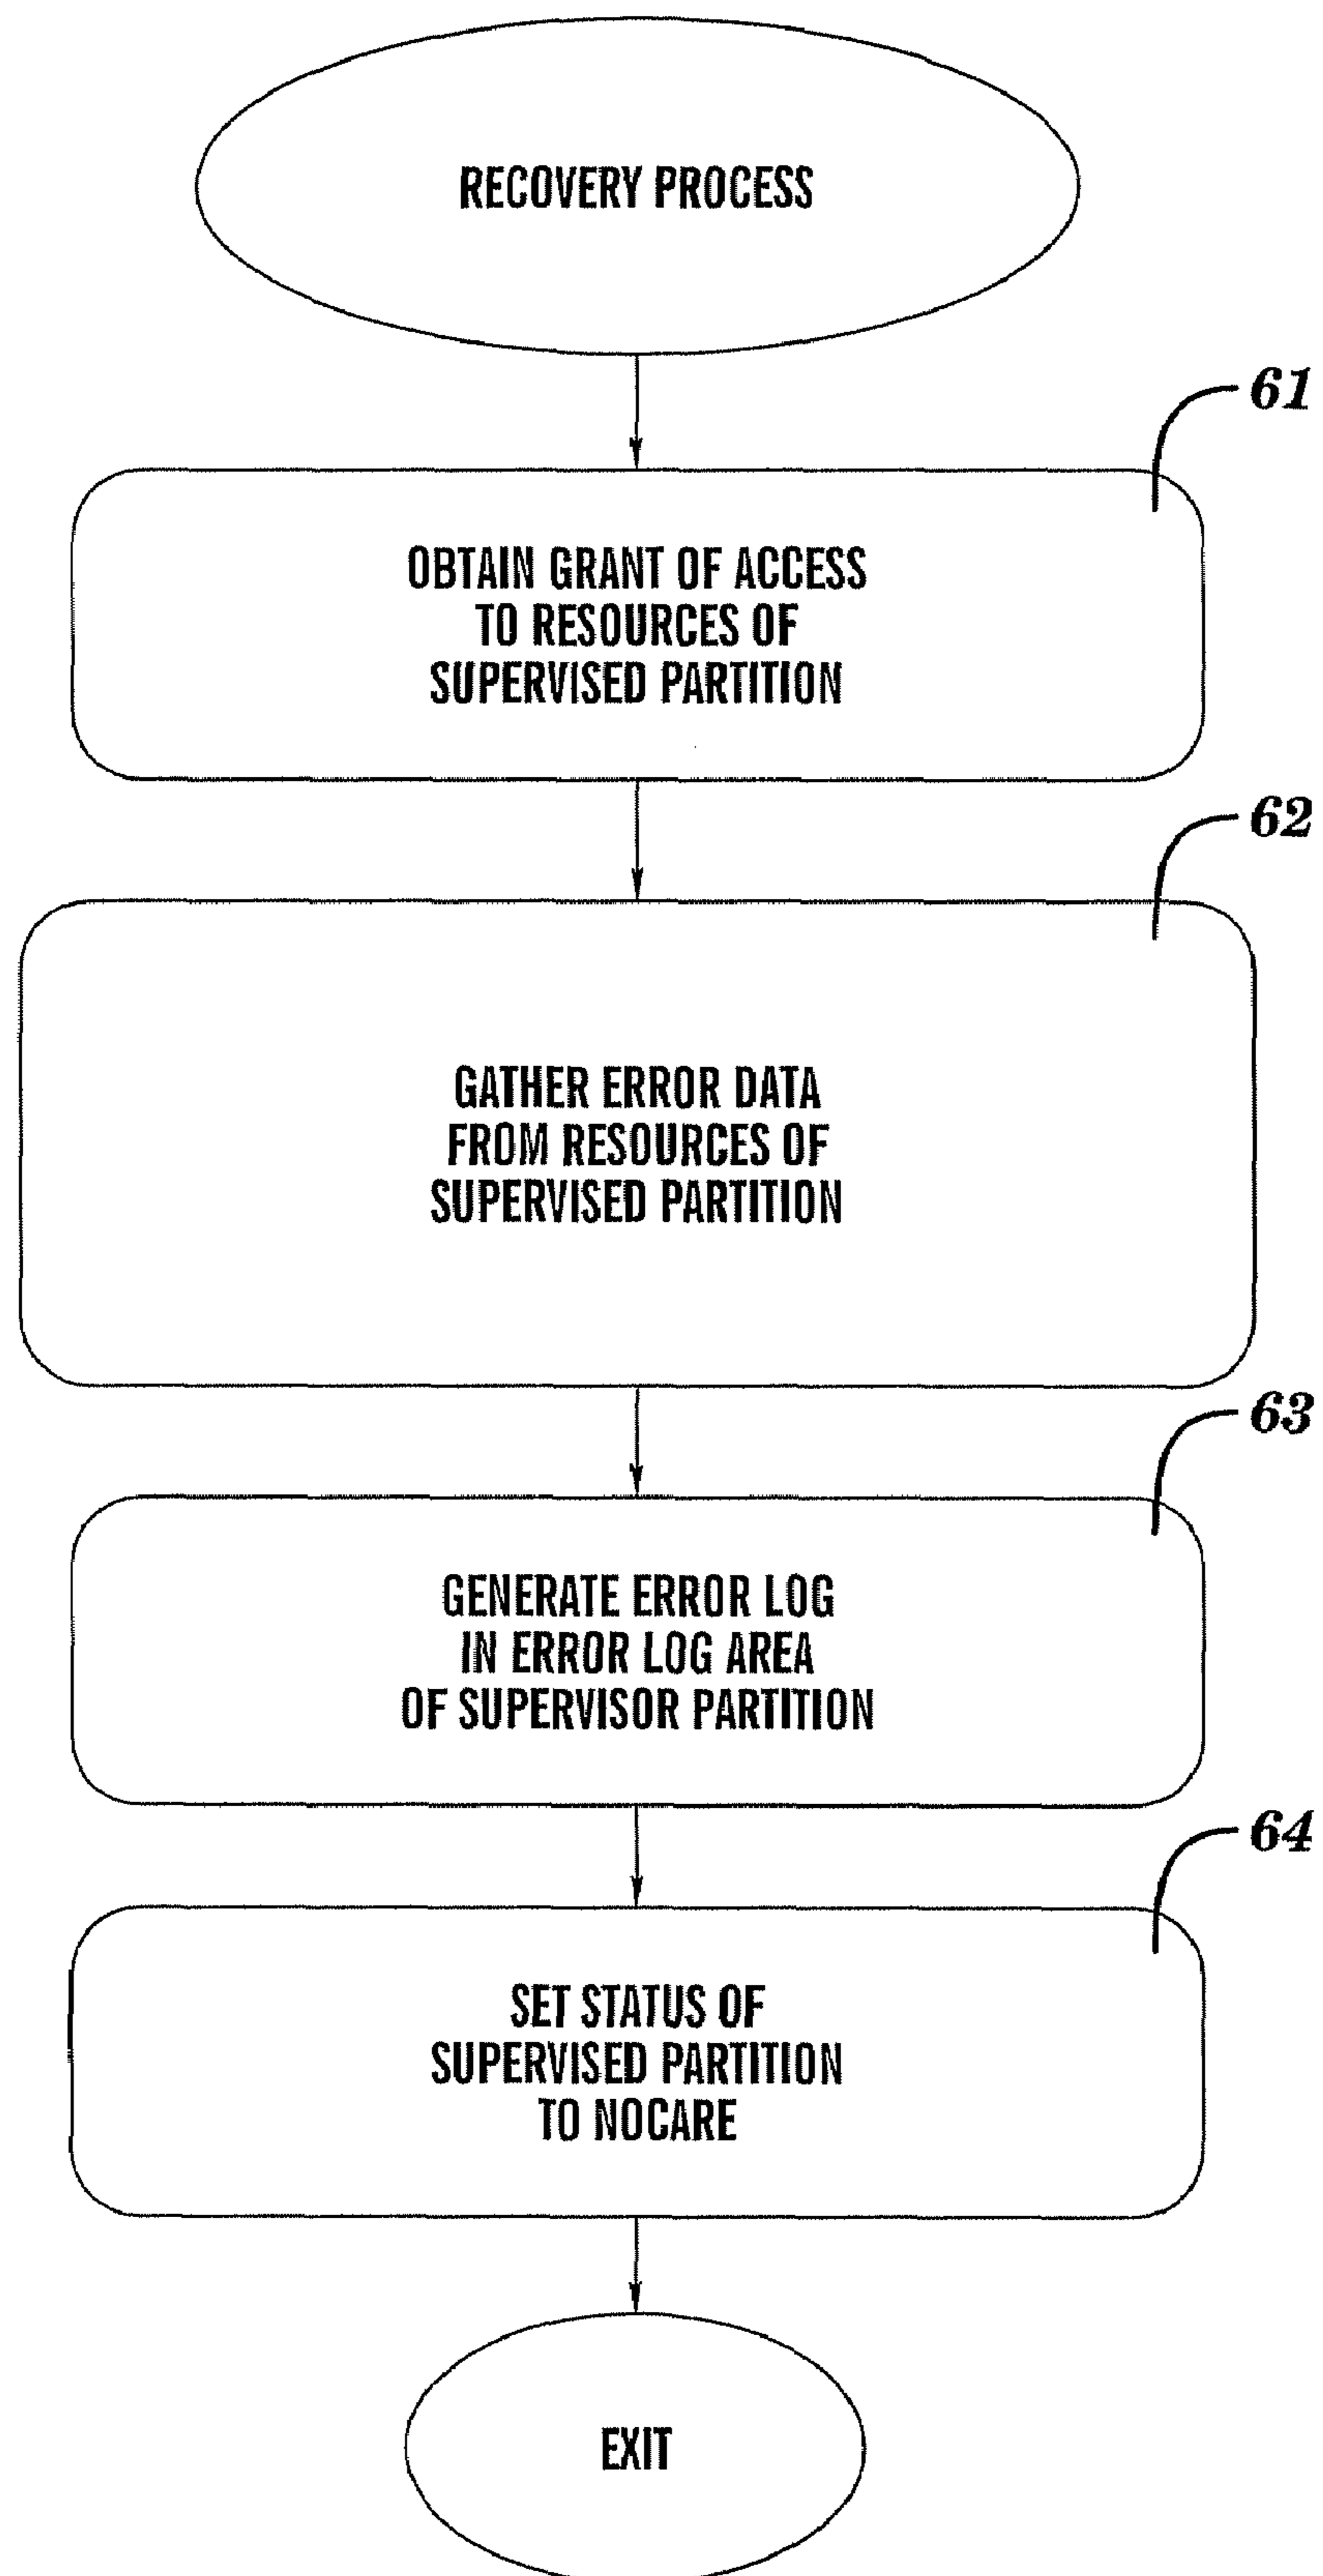 RECOVERY PROCESS
61
OBTAIN GRANT OF ACCESS
TO RESOURCES OF
SUPERVISED PARTITION
62
GATHER ERROR DATA
FROM RESOURCES OF
SUPERVISED PARTITION
63
GENERATE ERROR LOG
IN ERROR LOG AREA
OF SUPERVISOR PARTITION
64
SET STATUS OF
SUPERVISED PARTITION
TO NOCARE
EXIT